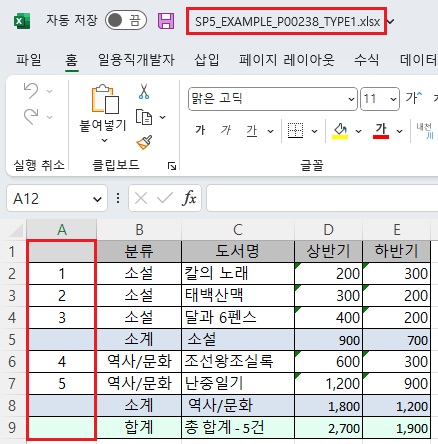 자동 저장 끔 SP5_EXAMPLE_P00238_TYPE1.xlsx
파일 홈 일용직개발자 삽입 페이지 레이아웃 수식 데이터
붙여넣기 맑은 고딕 11
가 가 가 가 가 가 내천
실행 취소 클립보드 글꼴
A12 fx
A B C D E
1 분류 도서명 상반기 하반기
2 1 소설 칼의 노래 200 300
3 2 소설 태백산맥 300 200
4 3 소설 달과 6펜스 400 200
5 소계 소설 900 700
6 4 역사/문화 조선왕조실록 600 300
7 5 역사/문화 난중일기 1,200 900
8 소계 역사/문화 1,800 1,200
9 합계 총 합계 - 5건 2,700 1,900